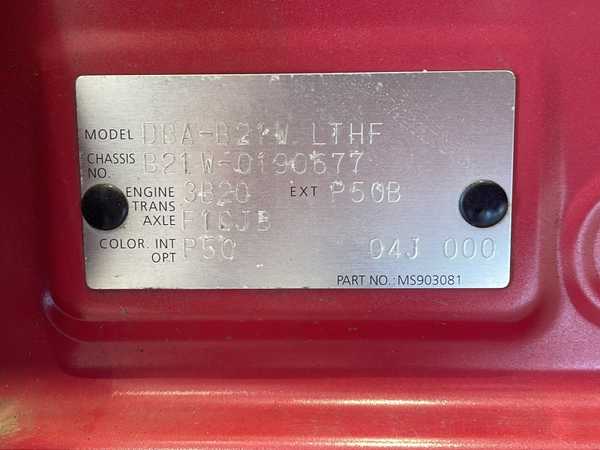 MODEL DBA-B21W LTHF
CHASSIS NO. B21W-0190677
ENGINE 3B20 EXT P50B
TRANS AXLE F1CJB
COLOR. INT OPT P50 04J 000
PART NO.:MS903081